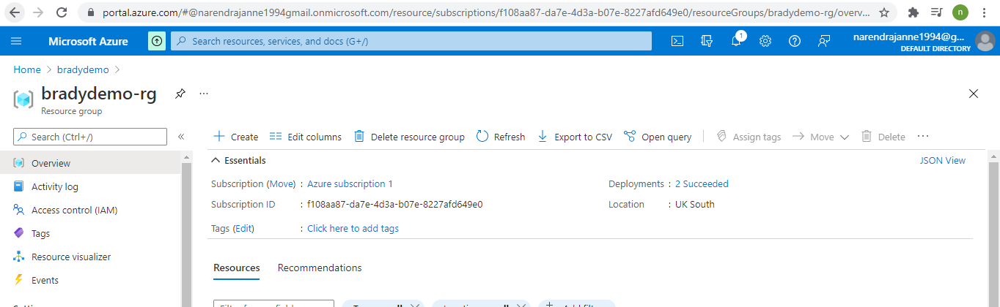 portal.azure.com/#@narendrajanne1994gmail.onmicrosoft.com/resource/subscriptions/f108aa87-da7e-4d3a-b07e-8227afd649e0/resourceGroups/bradydemo-rg/overv... n
Microsoft Azure Search resources, services, and docs (G+/) 1 narendrajanne1994@g...
DEFAULT DIRECTORY
Home > bradydemo >
bradydemo-rg ...
Resource group
Search (Ctrl+/) «
Create Edit columns Delete resource group Refresh Export to CSV Open query Assign tags Move Delete ...
Overview
Activity log
Access control (IAM)
Tags
Resource visualizer
Events
Essentials JSON View
Subscription (Move) : Azure subscription 1 Deployments : 2 Succeeded
Subscription ID : f108aa87-da7e-4d3a-b07e-8227afd649e0 Location : UK South
Tags (Edit) : Click here to add tags
Resources Recommendations